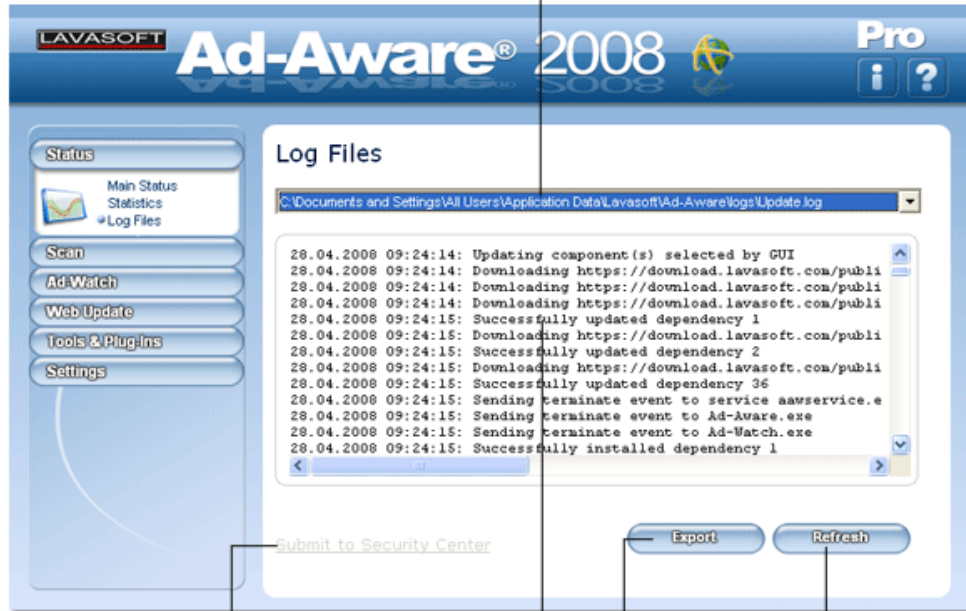 LAVASOFT
Ad-Aware® 2008
Pro
i ?
Status
Main Status
Statistics
Log Files
Scan
Ad-Watch
Web Update
Tools & Plug-Ins
Settings
Log Files
C:\Documents and Settings\All Users\Application Data\Lavasoft\Ad-Aware\logs\Update.log
28.04.2008 09:24:14: Updating component(s) selected by GUI
28.04.2008 09:24:14: Downloading https://download.lavasoft.com/publi
28.04.2008 09:24:14: Downloading https://download.lavasoft.com/publi
28.04.2008 09:24:14: Downloading https://download.lavasoft.com/publi
28.04.2008 09:24:15: Successfully updated dependency 1
28.04.2008 09:24:15: Downloading https://download.lavasoft.com/publi
28.04.2008 09:24:15: Successfully updated dependency 2
28.04.2008 09:24:15: Downloading https://download.lavasoft.com/publi
28.04.2008 09:24:15: Successfully updated dependency 36
28.04.2008 09:24:15: Sending terminate event to service aawservice.e
28.04.2008 09:24:15: Sending terminate event to Ad-Aware.exe
28.04.2008 09:24:15: Sending terminate event to Ad-Watch.exe
28.04.2008 09:24:15: Successfully installed dependency 1
Submit to Security Center
Export
Refresh